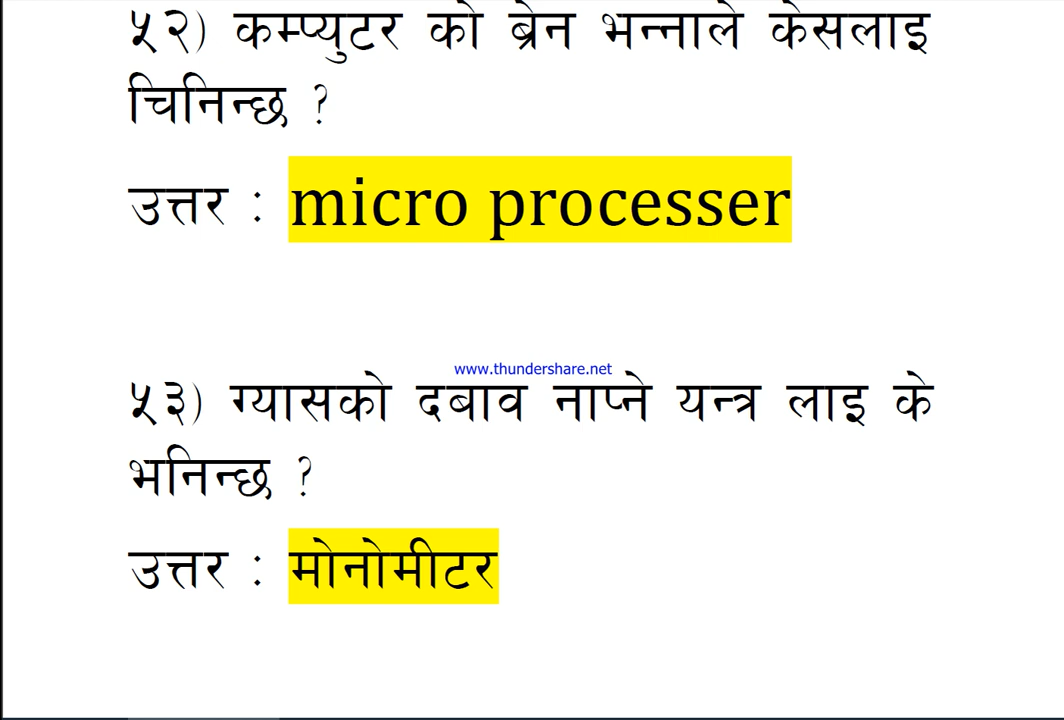 ५२) कम्प्युटर को ब्रेन भन्नाले केसलाइ
चिनिन्छ ?
उत्तर : micro processer
www.thundershare.net
५३) ग्यासको दबाव नाप्ने यन्त्र लाइ के
भनिन्छ ?
उत्तर : मोनोमीटर